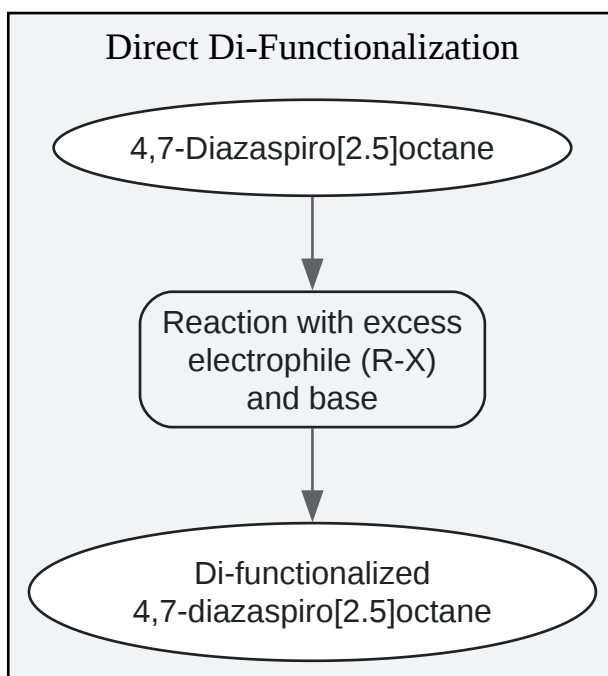 Direct Di-Functionalization
4,7-Diazaspiro[2.5]octane
Reaction with excess
electrophile (R-X)
and base
Di-functionalized
4,7-diazaspiro[2.5]octane